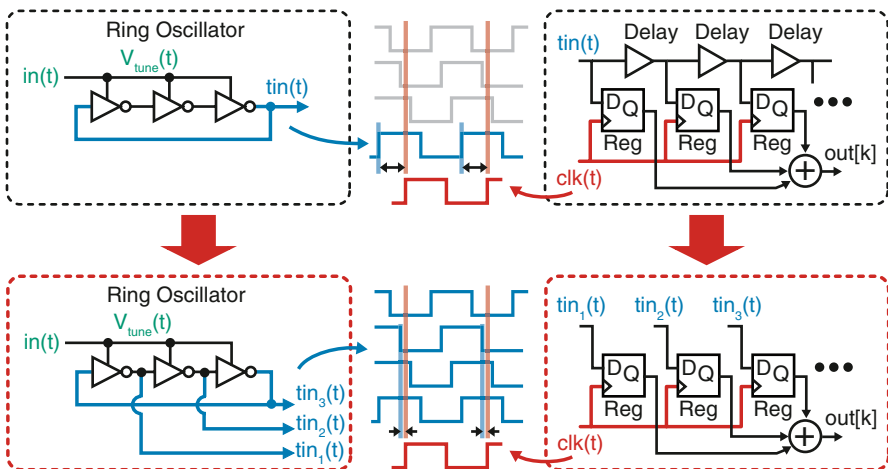 Ring Oscillator
V_tune(t)
in(t)
tin(t)
tin(t)
Delay Delay Delay
D Q D Q D Q
Reg Reg Reg
out[k]
clk(t)
Ring Oscillator
V_tune(t)
in(t)
tin_3(t)
tin_2(t)
tin_1(t)
tin_1(t) tin_2(t) tin_3(t)
D Q D Q D Q
Reg Reg Reg
out[k]
clk(t)